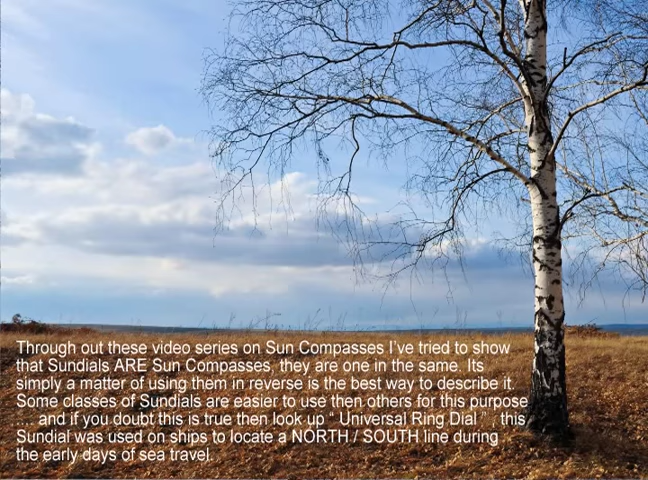 Through out these video series on Sun Compasses I've tried to show
that Sundials ARE Sun Compasses, they are one in the same. Its
simply a matter of using them in reverse is the best way to describe it.
Some classes of Sundials are easier to use then others for this purpose
.... and if you doubt this is true then look up “ Universal Ring Dial ” , this
Sundial was used on ships to locate a NORTH / SOUTH line during
the early days of sea travel.